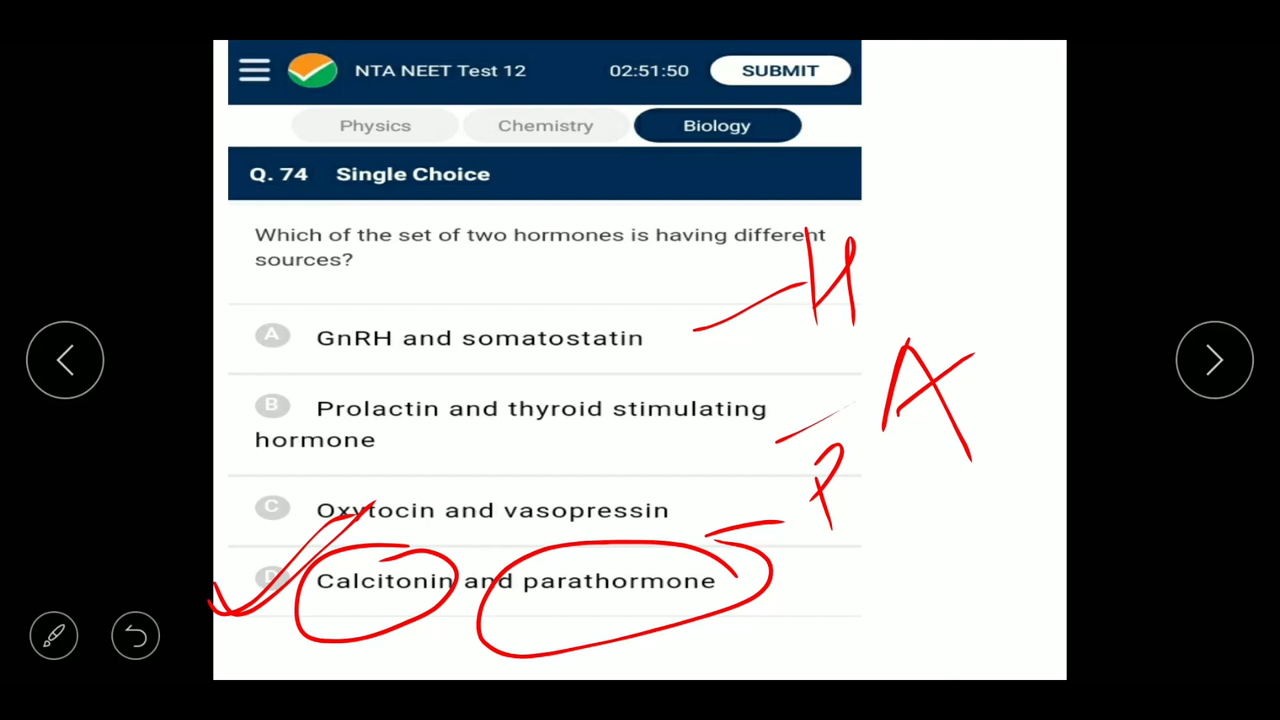 NTA NEET Test 12 02:51:50 SUBMIT
Physics Chemistry Biology
Q. 74 Single Choice
Which of the set of two hormones is having different
sources?
H
A GnRH and somatostatin
A
B Prolactin and thyroid stimulating
hormone
P
C Oxytocin and vasopressin
D Calcitonin and parathormone